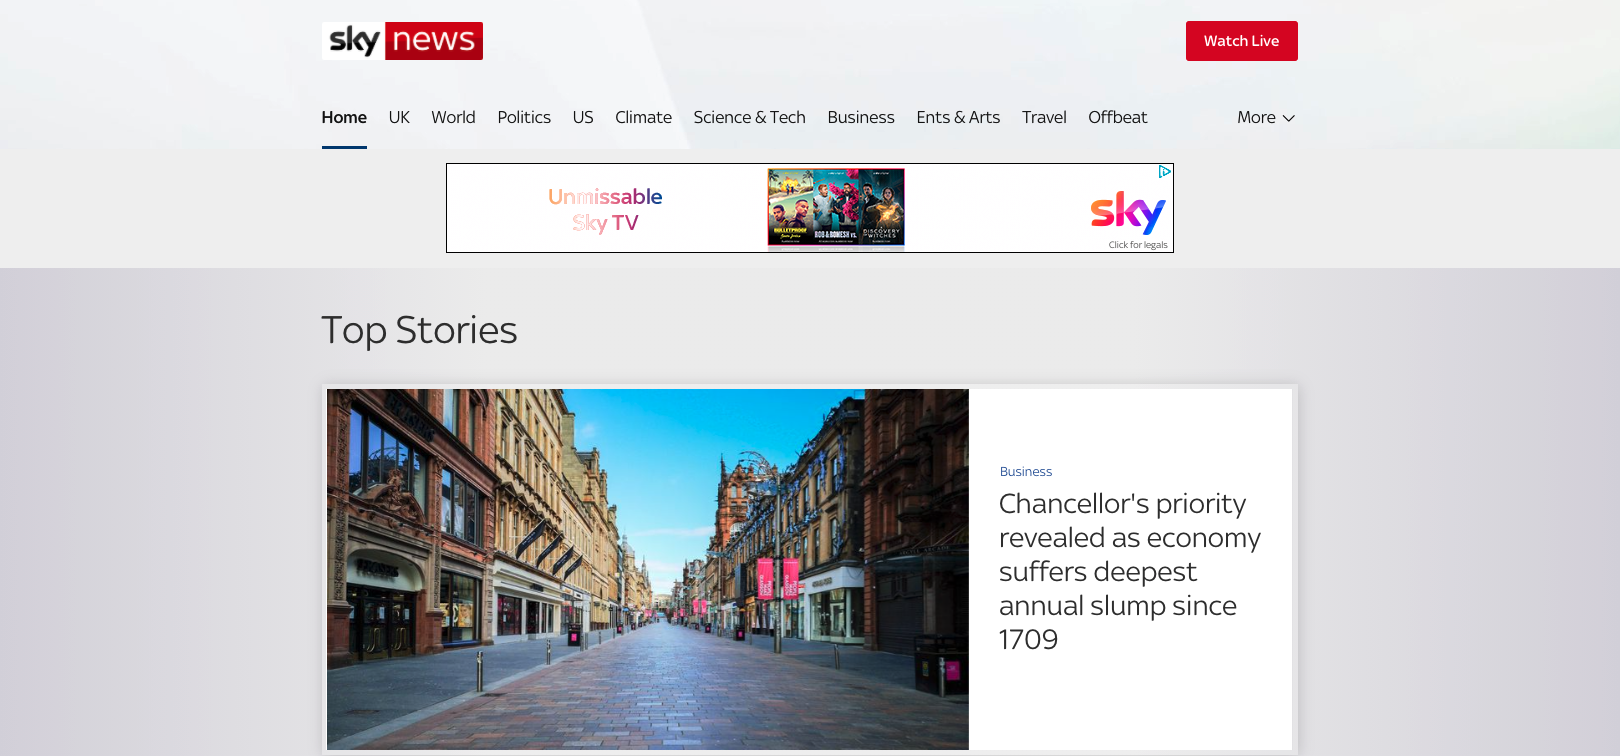 sky news
Watch Live
Home UK World Politics US Climate Science & Tech Business Ents & Arts Travel Offbeat More
Unmissable
Sky TV
BULLETPROOF
ROB & ROMESH VS.
A DISCOVERY
OF WITCHES
sky
Click for legals
Top Stories
Business
Chancellor's priority
revealed as economy
suffers deepest
annual slump since
1709